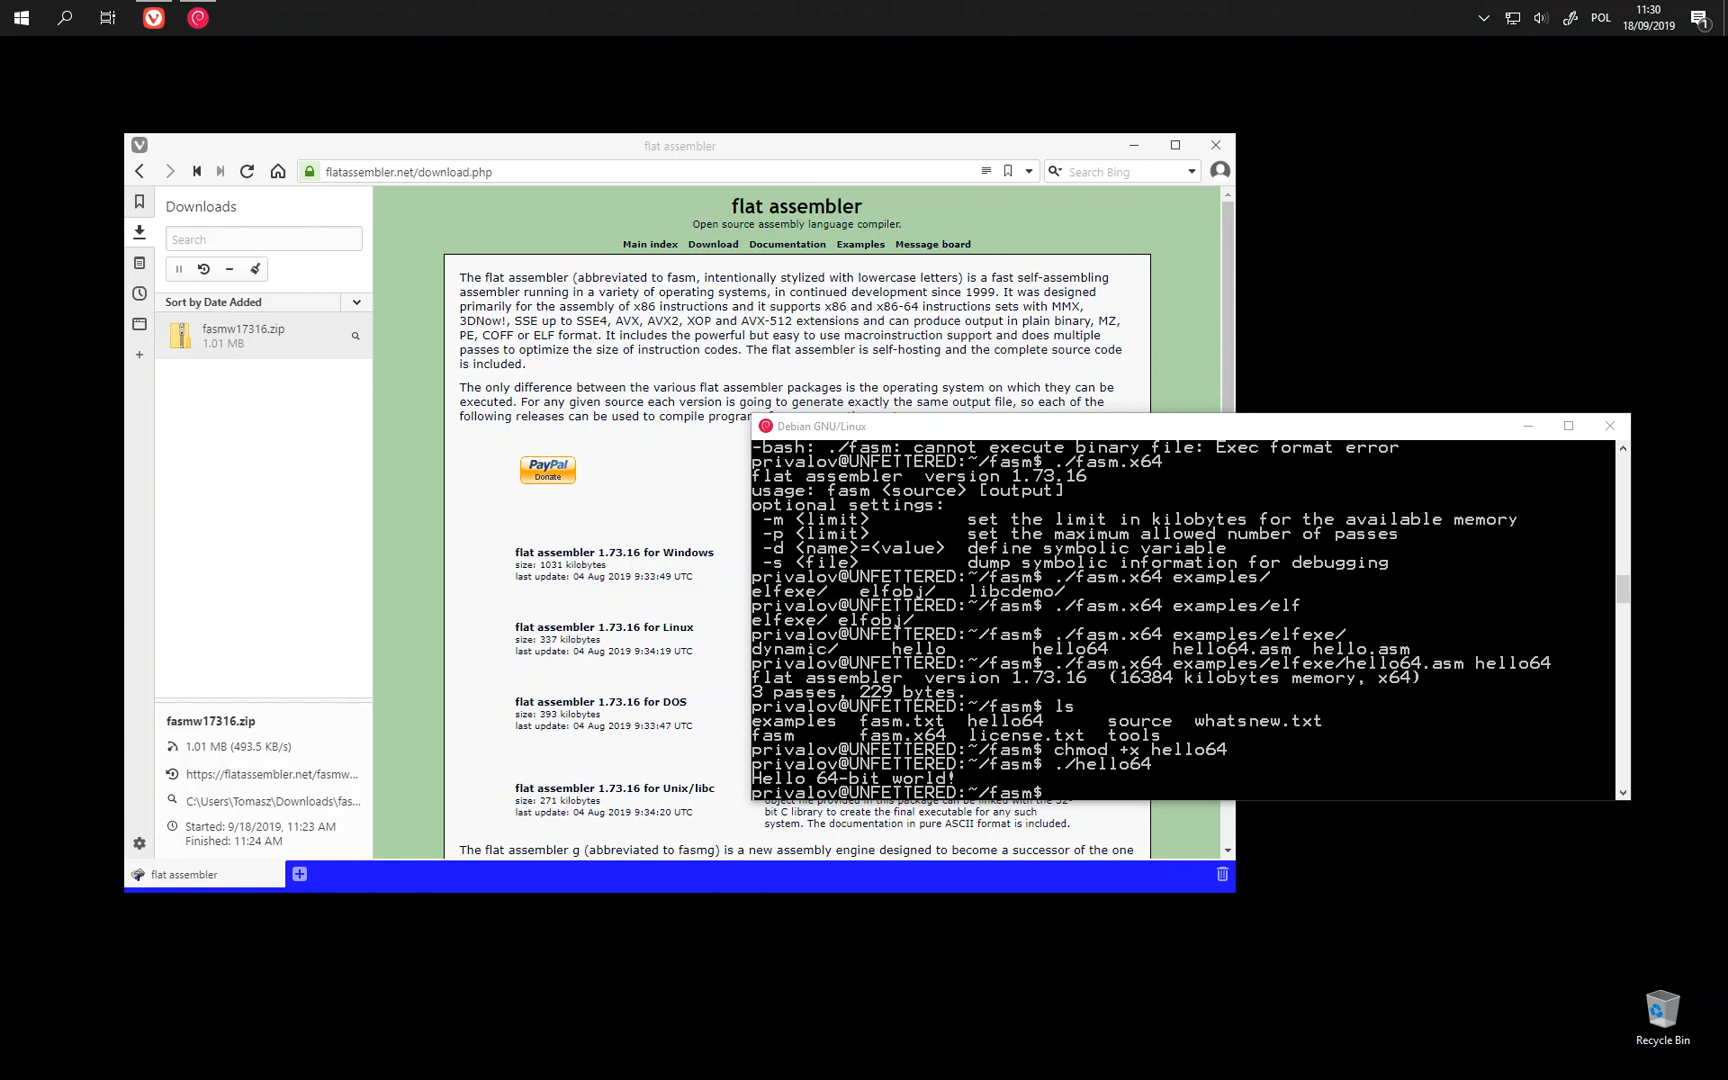 POL
11:30
18/09/2019
1
flat assembler
flatassembler.net/download.php
Search Bing
Downloads
Search
Sort by Date Added
fasmw17316.zip
1.01 MB
flat assembler
Open source assembly language compiler.
Main index Download Documentation Examples Message board
The flat assembler (abbreviated to fasm, intentionally stylized with lowercase letters) is a fast self-assembling
assembler running in a variety of operating systems, in continued development since 1999. It was designed
primarily for the assembly of x86 instructions and it supports x86 and x86-64 instructions sets with MMX,
3DNow!, SSE up to SSE4, AVX, AVX2, XOP and AVX-512 extensions and can produce output in plain binary, MZ,
PE, COFF or ELF format. It includes the powerful but easy to use macroinstruction support and does multiple
passes to optimize the size of instruction codes. The flat assembler is self-hosting and the complete source code
is included.
The only difference between the various flat assembler packages is the operating system on which they can be
executed. For any given source each version is going to generate exactly the same output file, so each of the
following releases can be used to compile program
PayPal
Donate
flat assembler 1.73.16 for Windows
size: 1031 kilobytes
last update: 04 Aug 2019 9:33:49 UTC
flat assembler 1.73.16 for Linux
size: 337 kilobytes
last update: 04 Aug 2019 9:34:19 UTC
flat assembler 1.73.16 for DOS
size: 393 kilobytes
last update: 04 Aug 2019 9:33:47 UTC
flat assembler 1.73.16 for Unix/libc
size: 271 kilobytes
last update: 04 Aug 2019 9:34:20 UTC
object file provided in this package can be linked with the 32-
bit C library to create the final executable for any such
system. The documentation in pure ASCII format is included.
The flat assembler g (abbreviated to fasmg) is a new assembly engine designed to become a successor of the one
fasmw17316.zip
1.01 MB (493.5 KB/s)
https://flatassembler.net/fasmw...
C:\Users\Tomasz\Downloads\fas...
Started: 9/18/2019, 11:23 AM
Finished: 11:24 AM
flat assembler
Debian GNU/Linux
-bash: ./fasm: cannot execute binary file: Exec format error
privalov@UNFETTERED:~/fasm$ ./fasm.x64
flat assembler  version 1.73.16
usage: fasm <source> [output]
optional settings:
 -m <limit>         set the limit in kilobytes for the available memory
 -p <limit>         set the maximum allowed number of passes
 -d <name>=<value>  define symbolic variable
 -s <file>          dump symbolic information for debugging
privalov@UNFETTERED:~/fasm$ ./fasm.x64 examples/
elfexe/   elfobj/   libcdemo/
privalov@UNFETTERED:~/fasm$ ./fasm.x64 examples/elf
elfexe/ elfobj/
privalov@UNFETTERED:~/fasm$ ./fasm.x64 examples/elfexe/
dynamic/     hello        hello64      hello64.asm  hello.asm
privalov@UNFETTERED:~/fasm$ ./fasm.x64 examples/elfexe/hello64.asm hello64
flat assembler  version 1.73.16  (16384 kilobytes memory, x64)
3 passes, 229 bytes.
privalov@UNFETTERED:~/fasm$ ls
examples  fasm.txt  hello64      source  whatsnew.txt
fasm      fasm.x64  license.txt  tools
privalov@UNFETTERED:~/fasm$ chmod +x hello64
privalov@UNFETTERED:~/fasm$ ./hello64
Hello 64-bit world!
privalov@UNFETTERED:~/fasm$
Recycle Bin